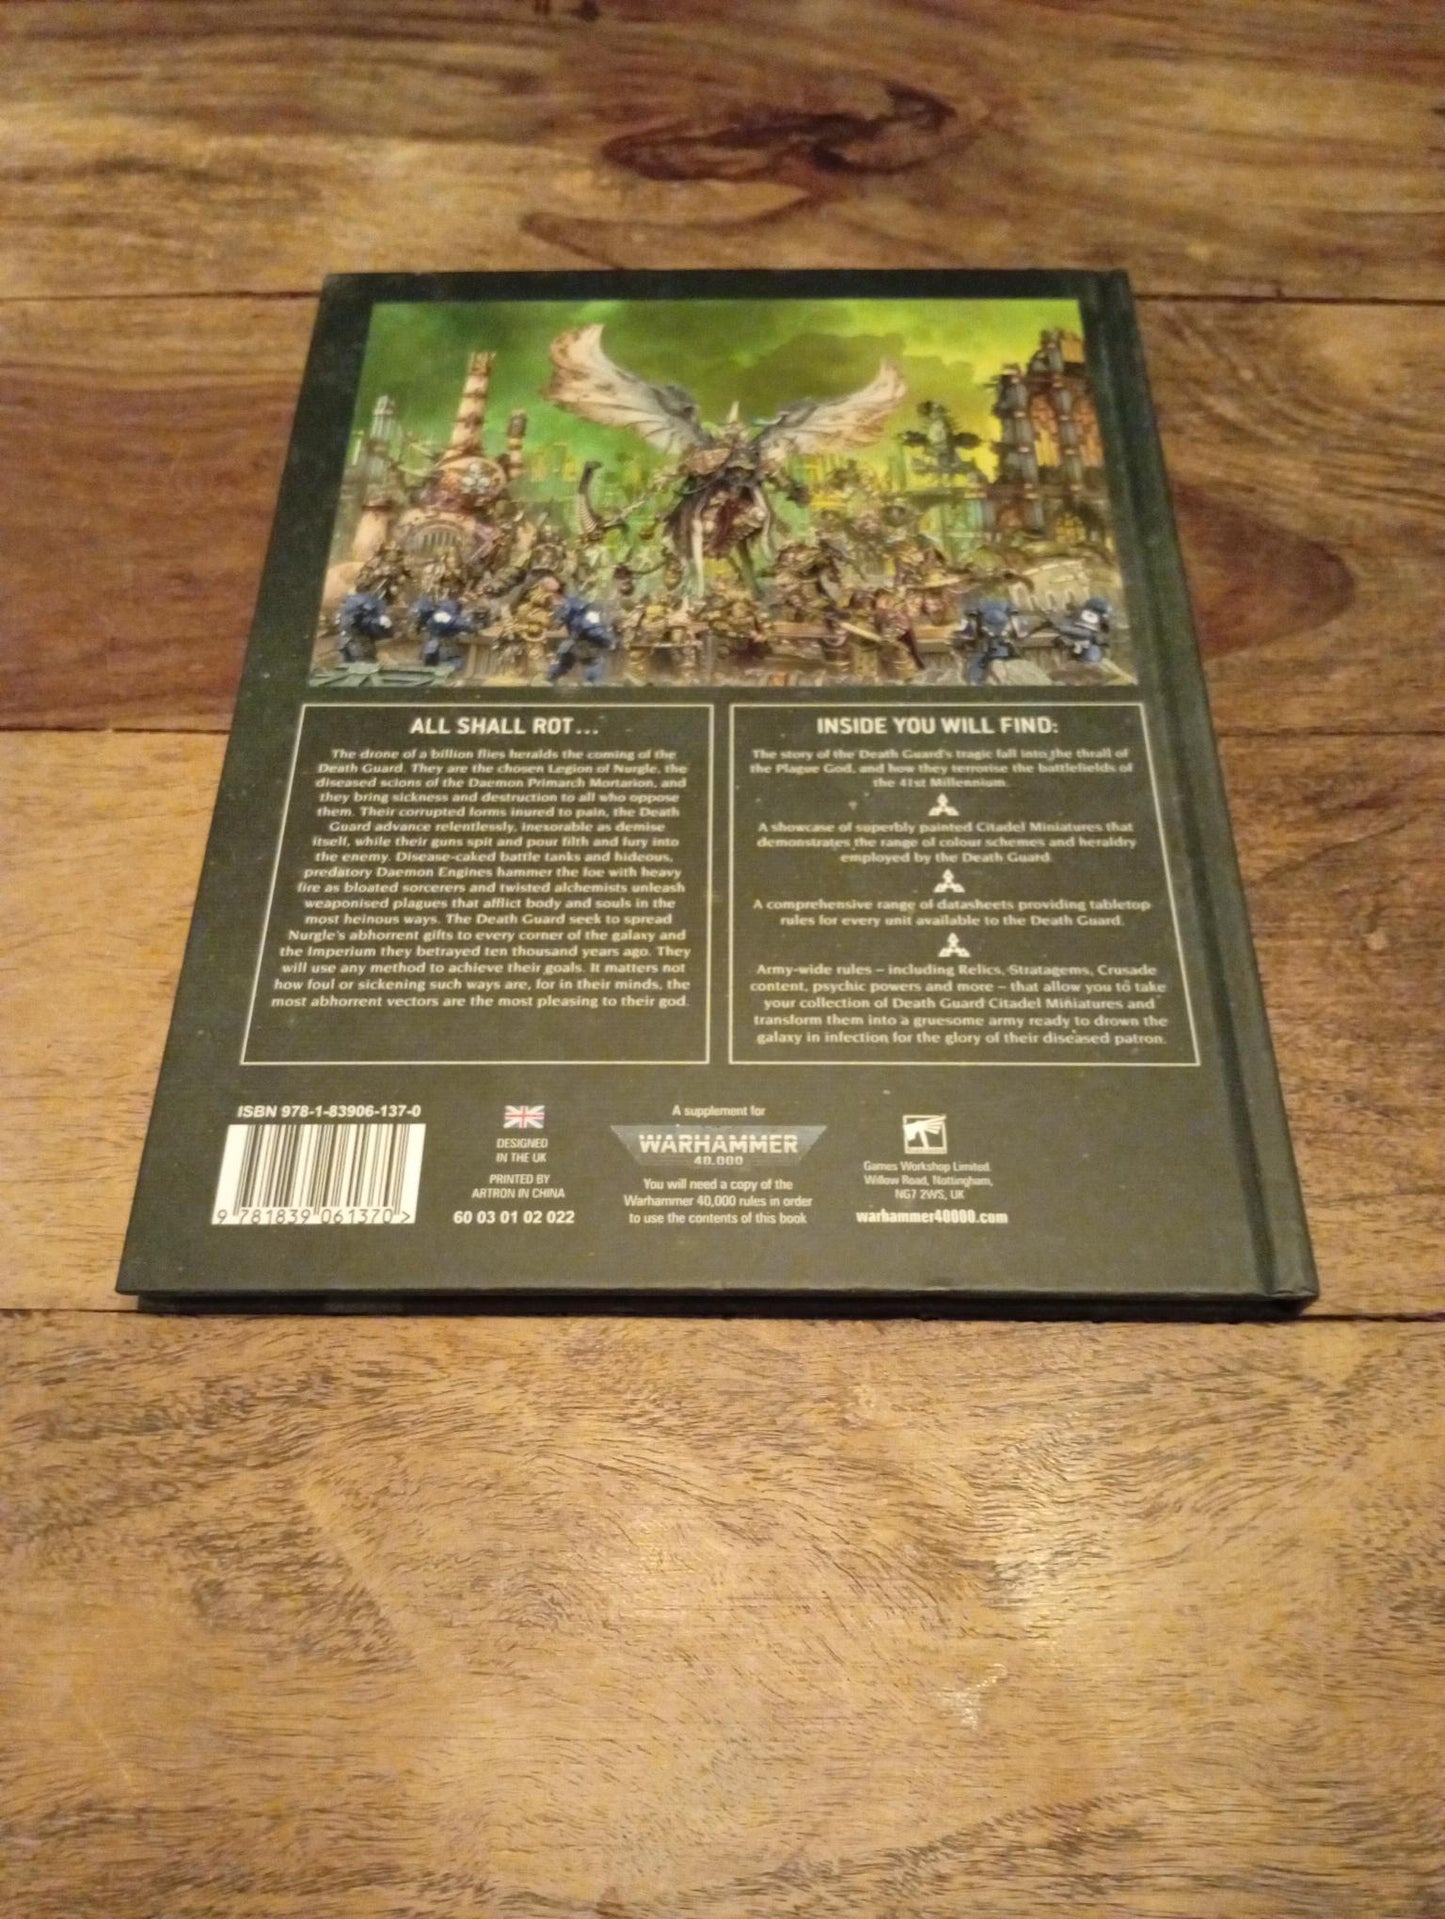 ALL SHALL ROT...
The drone of a billion flies heralds the coming of the
Death Guard. They are the chosen Legion of Nurgle, the
diseased scions of the Daemon Primarch Mortarion, and
they bring sickness and destruction to all who oppose
them. Their corrupted forms inured to pain, the Death
Guard advance relentlessly, inexorable as demise
itself, while their guns spit and pour filth and fury into
the enemy. Disease-caked battle tanks and hideous,
predatory Daemon Engines hammer the foe with heavy
fire as bloated sorcerers and twisted alchemists unleash
weaponised plagues that afflict body and souls in the
most heinous ways. The Death Guard seek to spread
Nurgle's abhorrent gifts to every corner of the galaxy and
the Imperium they betrayed ten thousand years ago. They
will use any method to achieve their goals. It matters not
how foul or sickening such ways are, for in their minds, the
most abhorrent vectors are the most pleasing to their god.
INSIDE YOU WILL FIND:
The story of the Death Guard's tragic fall into the thrall of
the Plague God, and how they terrorise the battlefields of
the 41st Millennium.
A showcase of superbly painted Citadel Miniatures that
demonstrates the range of colour schemes and heraldry
employed by the Death Guard.
A comprehensive range of datasheets providing tabletop
rules for every unit available to the Death Guard.
Army-wide rules – including Relics, Stratagems, Crusade
content, psychic powers and more – that allow you to take
your collection of Death Guard Citadel Miniatures and
transform them into a gruesome army ready to drown the
galaxy in infection for the glory of their diseased patron.
ISBN 978-1-83906-137-0
9 781839 061370 >
DESIGNED
IN THE UK
PRINTED BY
ARTRON IN CHINA
60 03 01 02 022
A supplement for
WARHAMMER
40,000
You will need a copy of the
Warhammer 40,000 rules in order
to use the contents of this book
Games Workshop Limited.
Willow Road, Nottingham,
NG7 2WS, UK
warhammer40000.com